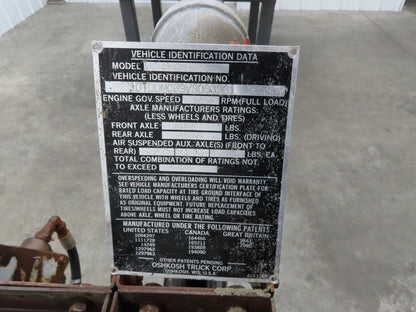 VEHICLE IDENTIFICATION DATA
MODEL
VEHICLE IDENTIFICATION NO.
ENGINE GOV. SPEED RPM (FULL LOAD)
AXLE MANUFACTURERS RATINGS:
(LESS WHEELS AND TIRES)
FRONT AXLE LBS.
REAR AXLE LBS. (DRIVING)
AIR SUSPENDED AUX. AXLE(S) (FRONT TO
REAR) LBS. EA.
TOTAL COMBINATION OF RATINGS NOT
TO EXCEED
OVERSPEEDING AND OVERLOADING WILL VOID WARRANTY
SEE VEHICLE MANUFACTURERS CERTIFICATION PLATE FOR
RATED LOAD CAPACITY AT TIRE GROUND INTERFACE OF
THIS VEHICLE WITH WHEELS AND TIRES AS FURNISHED
AS ORIGINAL EQUIPMENT. FUTURE REPLACEMENT OF
TIRES/WHEELS MUST NOT INCREASE LOAD CAPACITIES
ABOVE AXLE, WHEEL OR TIRE RATING.
MANUFACTURED UNDER THE FOLLOWING PATENTS
UNITED STATES CANADA GREAT BRITAIN
OTHER PATENTS PENDING
OSHKOSH TRUCK CORP.
OSHKOSH, WIS., U.S.A.